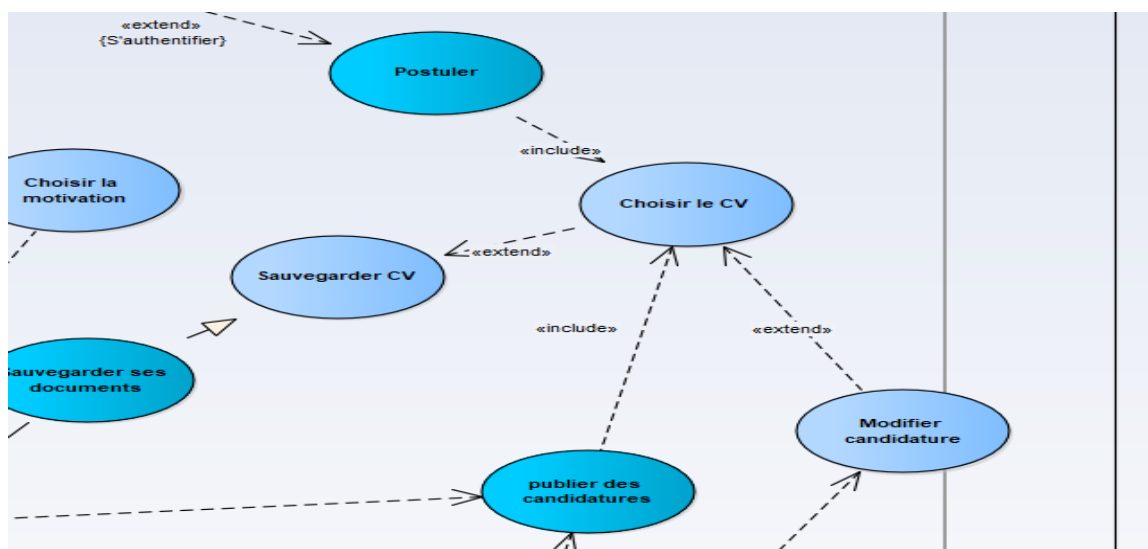 «extend»
{S'authentifier}
Postuler
«include»
Choisir la
motivation
Choisir le CV
«extend»
Sauvegarder CV
«include»
«extend»
Sauvegarder ses
documents
Modifier
candidature
publier des
candidatures